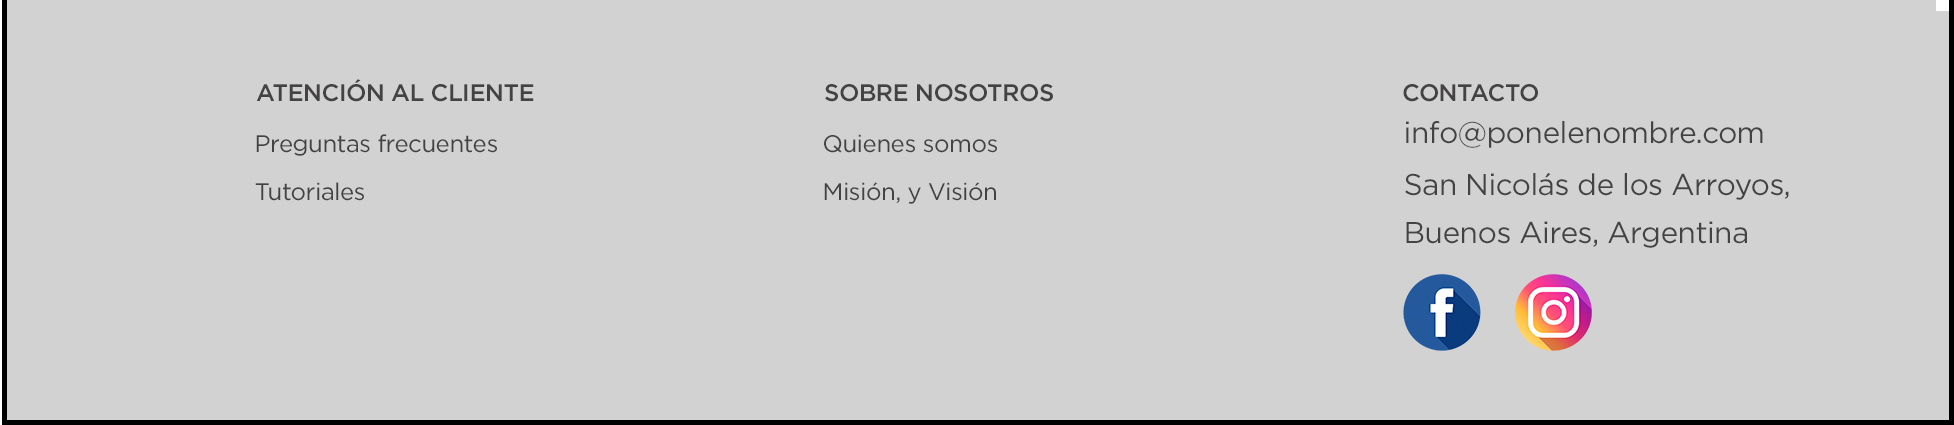 ATENCIÓN AL CLIENTE
Preguntas frecuentes
Tutoriales
SOBRE NOSOTROS
Quienes somos
Misión, y Visión
CONTACTO
info@ponelenombre.com
San Nicolás de los Arroyos,
Buenos Aires, Argentina